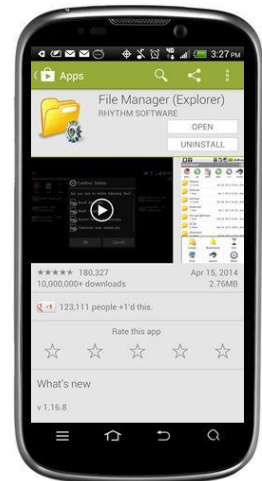 3:27 PM
Apps
File Manager (Explorer)
RHYTHM SOFTWARE
OPEN
UNINSTALL
180,327
Apr 15, 2014
10,000,000+ downloads
2.76MB
+1
123,111 people +1'd this.
Rate this app
What's new
v 1.16.8